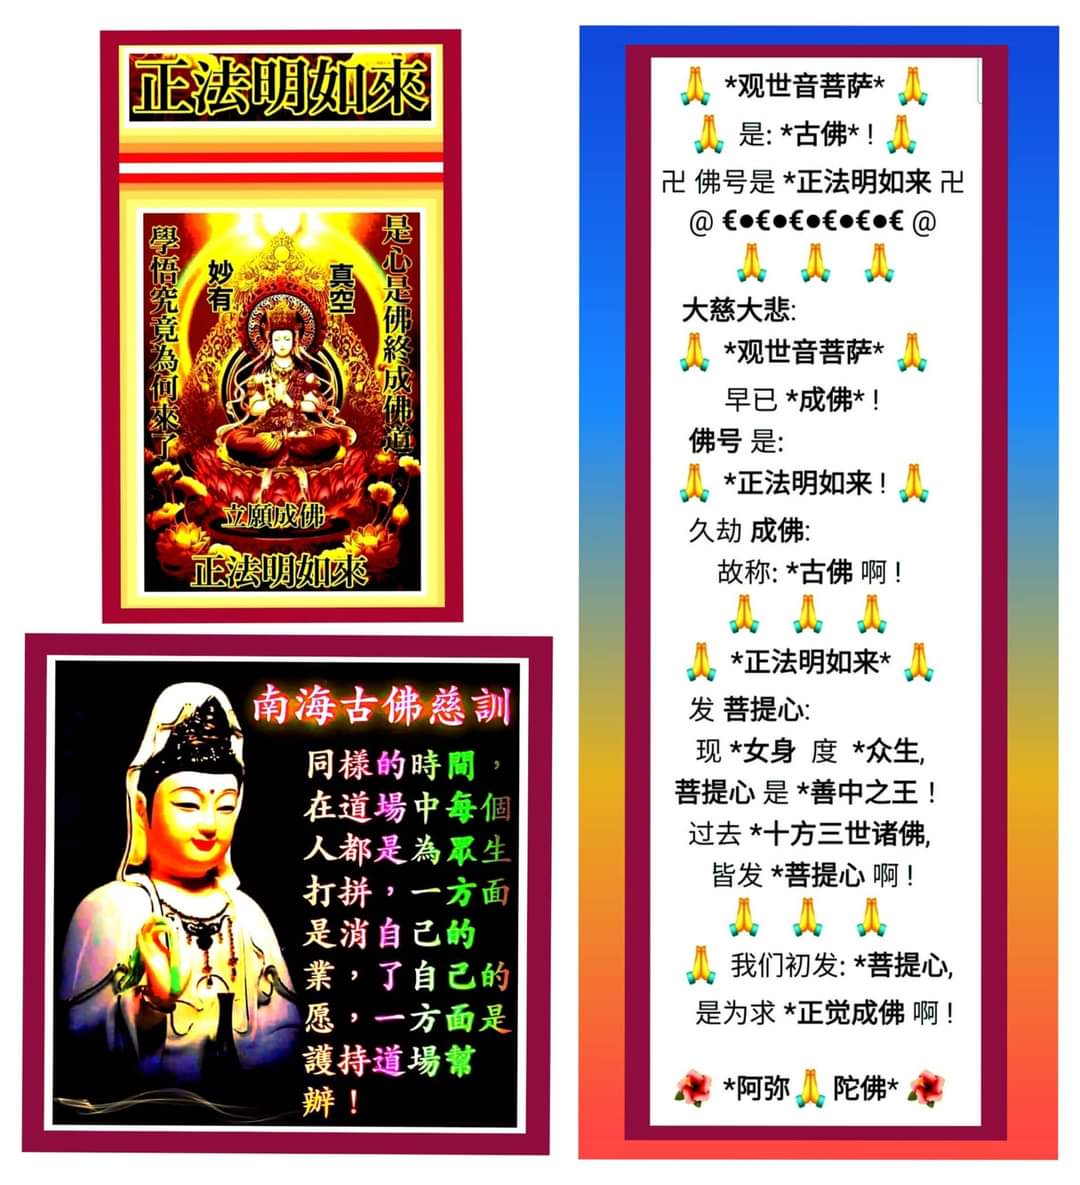 正法明如來
是心是佛終成佛道
真空
妙有
學悟究竟為何來了
立願成佛
正法明如來
南海古佛慈訓
同樣的時間，
在道場中每個
人都是為眾生
打拼，一方面
是消自己的
業，了自己的
愿，一方面是
護持道場幫
辦！
🙏 *观世音菩萨* 🙏
🙏 是: *古佛* ! 🙏
卍 佛号是 *正法明如来 卍
@ €●€●€●€●€●€ @
🙏 🙏 🙏
大慈大悲:
🙏 *观世音菩萨* 🙏
早已 *成佛* !
佛号 是:
🙏 *正法明如来 ! 🙏
久劫 成佛:
故称: *古佛 啊 !
🙏 🙏 🙏
🙏 *正法明如来* 🙏
发 菩提心:
现 *女身 度 *众生,
菩提心 是 *善中之王 !
过去 *十方三世诸佛,
皆发 *菩提心 啊 !
🙏 🙏 🙏
🙏 我们初发: *菩提心,
是为求 *正觉成佛 啊 !
🌺 *阿弥🙏陀佛* 🌺